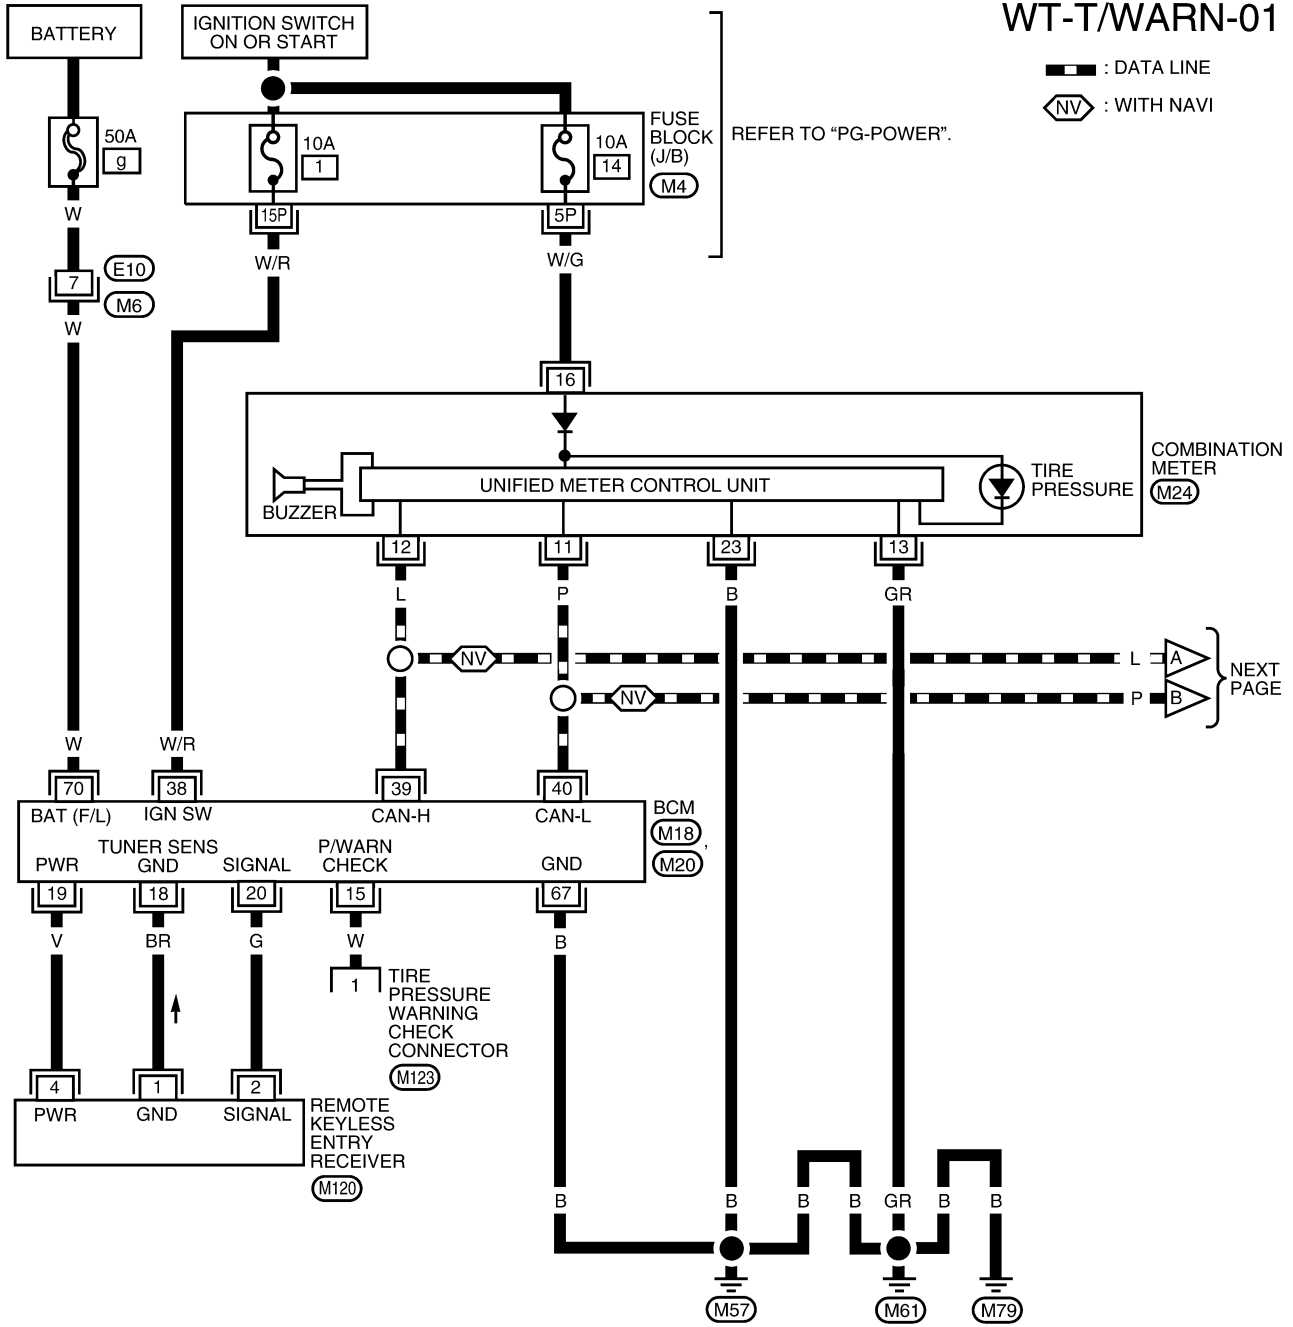 WT-T/WARN-01
: DATA LINE
NV : WITH NAVI
BATTERY
IGNITION SWITCH
ON OR START
50A
g
10A
1
10A
14
FUSE
BLOCK
(J/B)
M4
REFER TO “PG-POWER”.
15P
5P
W
W/R
W/G
7
E10
M6
W
16
COMBINATION
METER
M24
TIRE
PRESSURE
UNIFIED METER CONTROL UNIT
BUZZER
12
11
23
13
L
P
B
GR
NV
L
A
NV
P
B
NEXT
PAGE
W
W/R
70
38
39
40
BAT (F/L)
IGN SW
CAN-H
CAN-L
BCM
M18
,
M20
PWR
TUNER SENS
GND
SIGNAL
P/WARN
CHECK
GND
19
18
20
15
67
V
BR
G
W
B
1
TIRE
PRESSURE
WARNING
CHECK
CONNECTOR
M123
4
1
2
PWR
GND
SIGNAL
REMOTE
KEYLESS
ENTRY
RECEIVER
M120
B
B
B
B
GR
B
B
M57
M61
M79